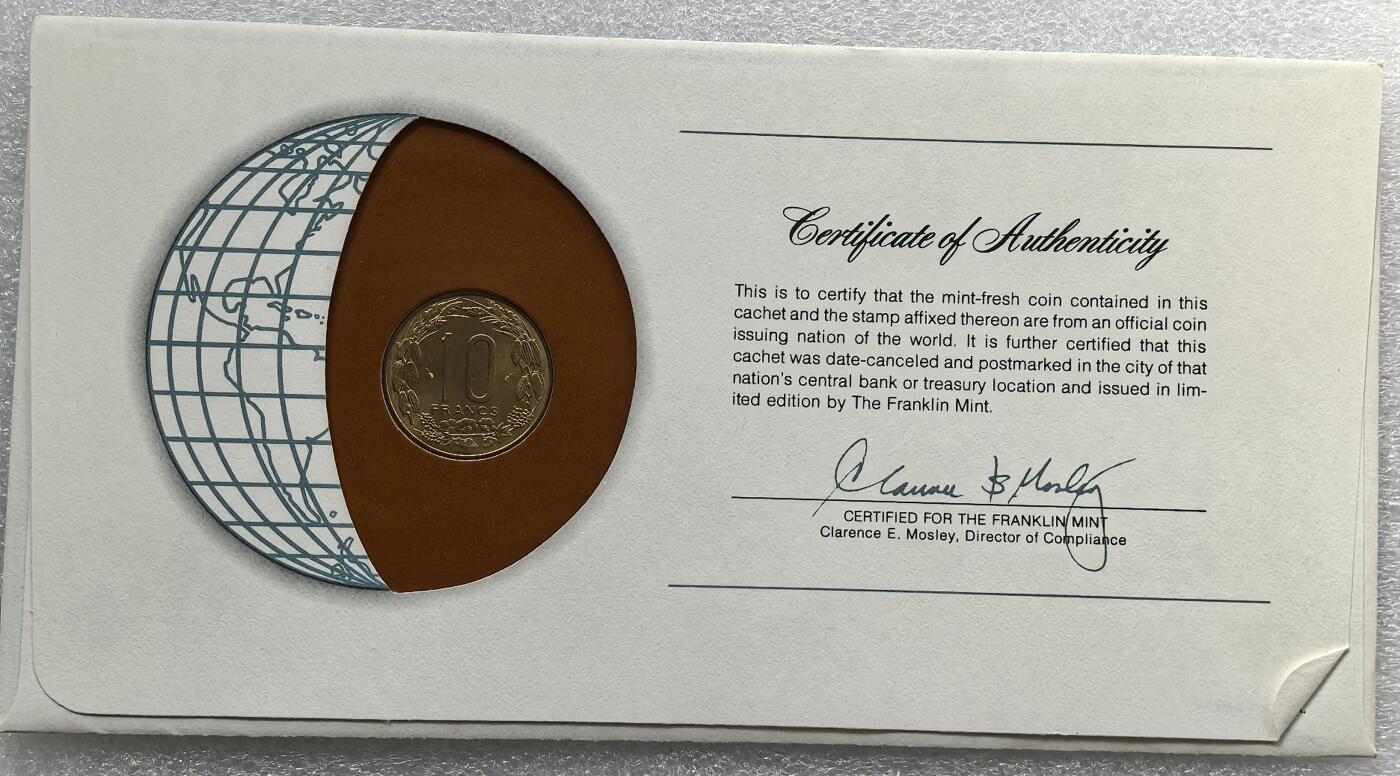 10
FRANCS
Certificate of Authenticity
This is to certify that the mint-fresh coin contained in this
cachet and the stamp affixed thereon are from an official coin
issuing nation of the world. It is further certified that this
cachet was date-canceled and postmarked in the city of that
nation's central bank or treasury location and issued in lim-
ited edition by The Franklin Mint.
CERTIFIED FOR THE FRANKLIN MINT
Clarence E. Mosley, Director of Compliance